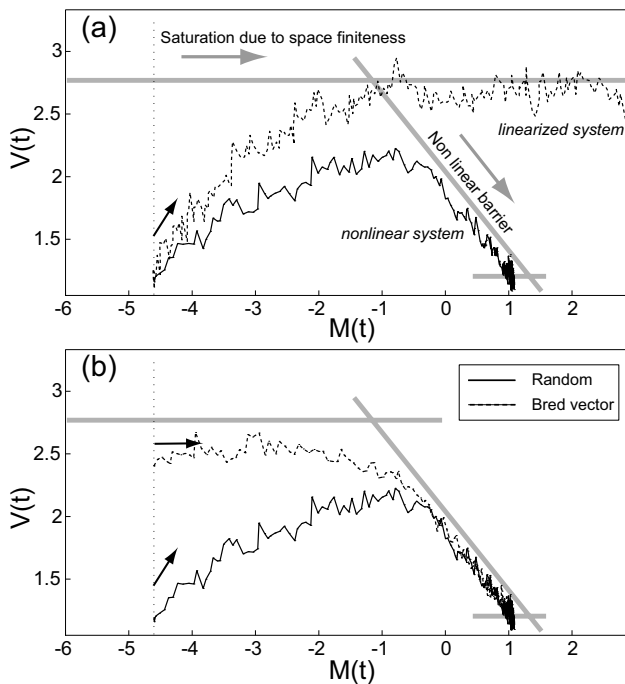 (a)
Saturation due to space finiteness
3
2.5
2
1.5
V(t)
linearized system
Non linear barrier
nonlinear system
-6 -5 -4 -3 -2 -1 0 1 2
M(t)
(b)
Random
Bred vector
3
2.5
2
1.5
V(t)
-6 -5 -4 -3 -2 -1 0 1 2
M(t)